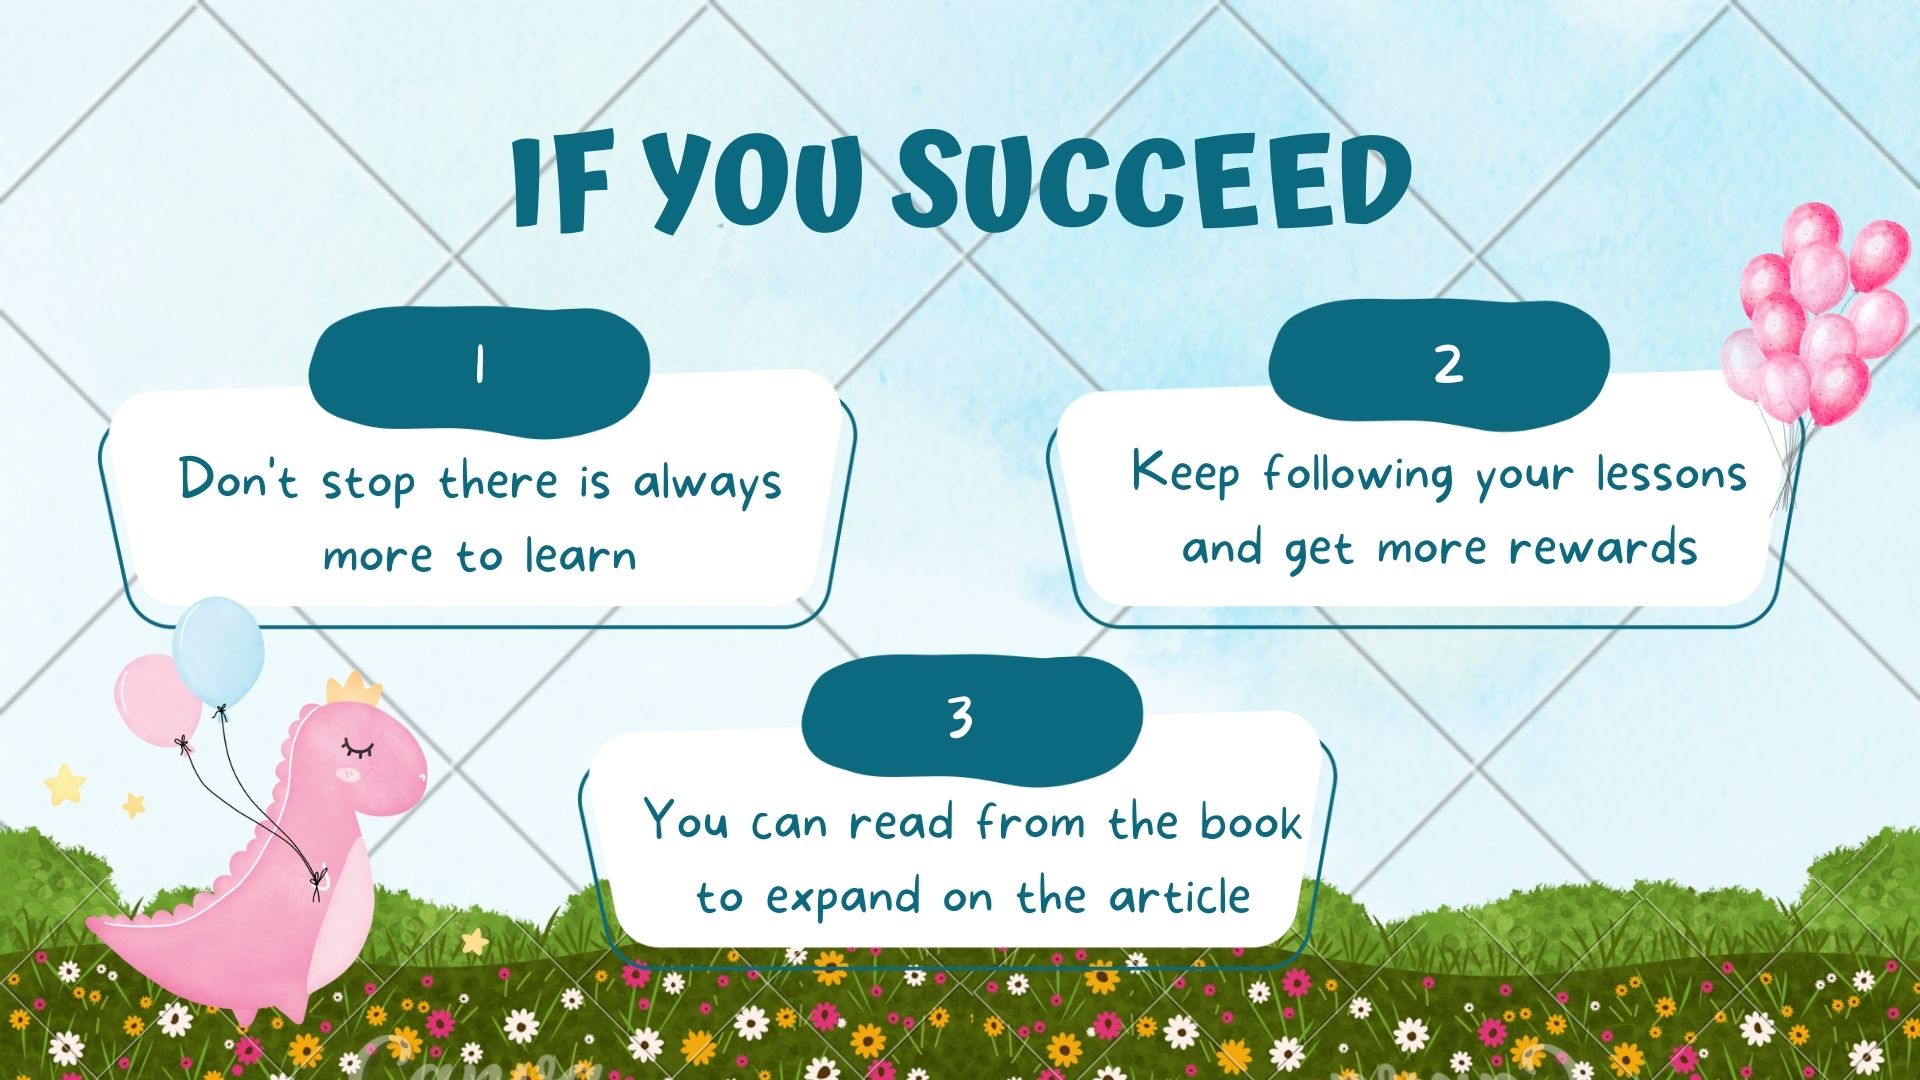 IF YOU SUCCEED
1
Don't stop there is always
more to learn
2
Keep following your lessons
and get more rewards
3
You can read from the book
to expand on the article
Canva